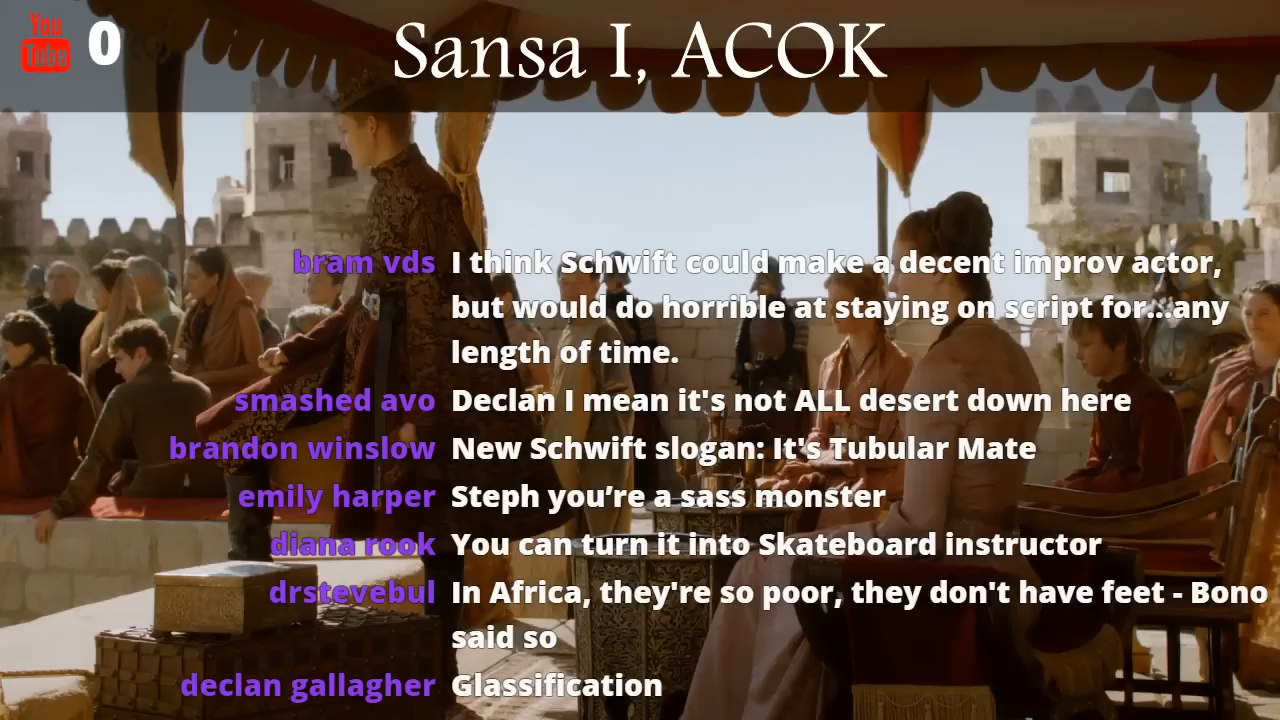 You
Tube 0
Sansa I, ACOK
bram vds I think Schwift could make a decent improv actor,
but would do horrible at staying on script for...any
length of time.
smashed avo Declan I mean it's not ALL desert down here
brandon winslow New Schwift slogan: It's Tubular Mate
emily harper Steph you’re a sass monster
diana rook You can turn it into Skateboard instructor
drstevebul In Africa, they're so poor, they don't have feet - Bono
said so
declan gallagher Glassification